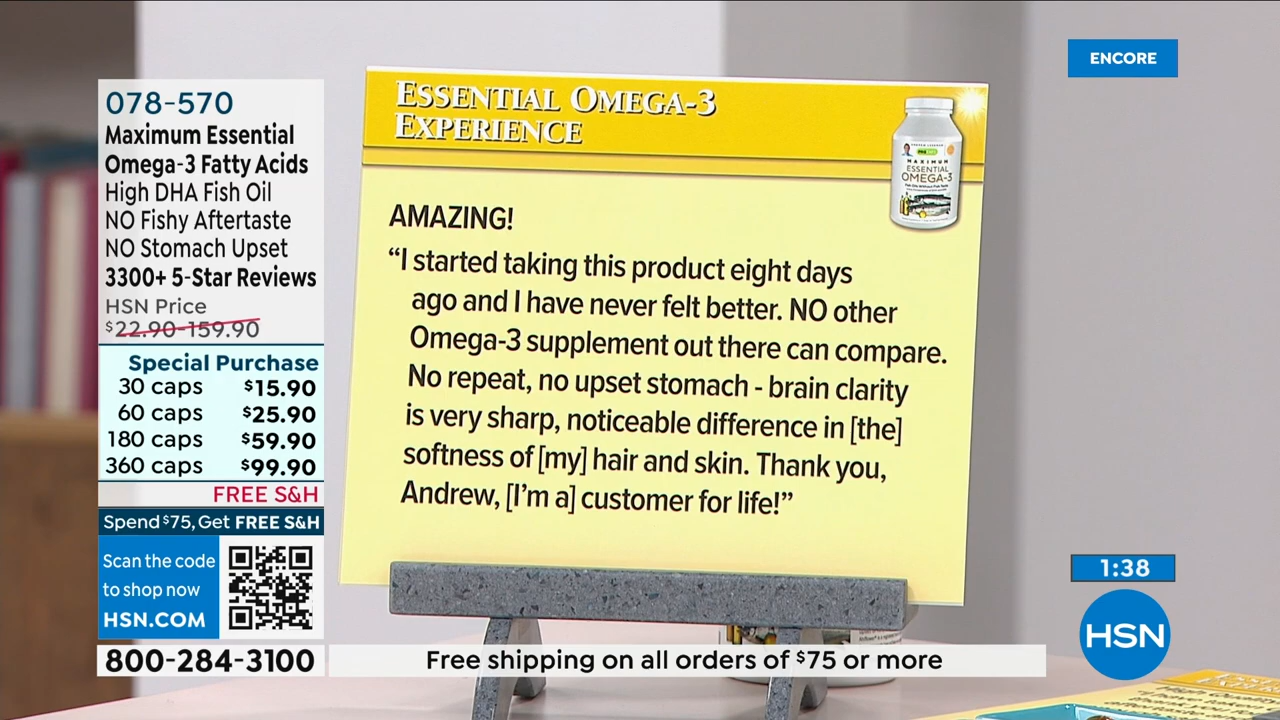 ENCORE
078-570
Maximum Essential
Omega-3 Fatty Acids
High DHA Fish Oil
NO Fishy Aftertaste
NO Stomach Upset
3300+ 5-Star Reviews
HSN Price
$22.90-159.90
Special Purchase
30 caps $15.90
60 caps $25.90
180 caps $59.90
360 caps $99.90
FREE S&H
Spend $75, Get FREE S&H
Scan the code
to shop now
HSN.COM
800-284-3100
Free shipping on all orders of $75 or more
ESSENTIAL OMEGA-3
EXPERIENCE
MAXIMUM
ESSENTIAL
OMEGA-3
AMAZING!
“I started taking this product eight days
ago and I have never felt better. NO other
Omega-3 supplement out there can compare.
No repeat, no upset stomach - brain clarity
is very sharp, noticeable difference in [the]
softness of [my] hair and skin. Thank you,
Andrew, [I’m a] customer for life!”
1:38
HSN